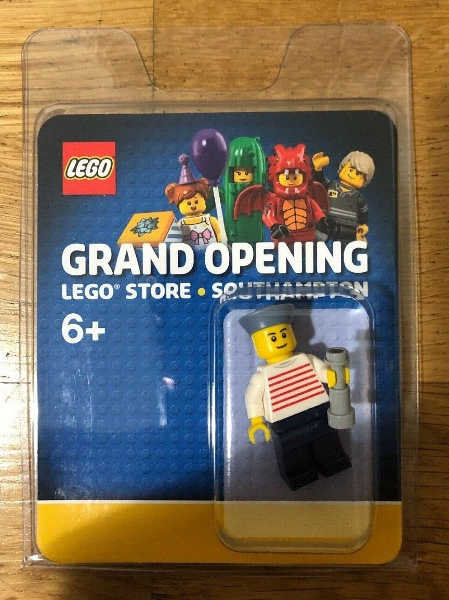 LEGO
GRAND OPENING
LEGO® STORE • SOUTHAMPTON
6+